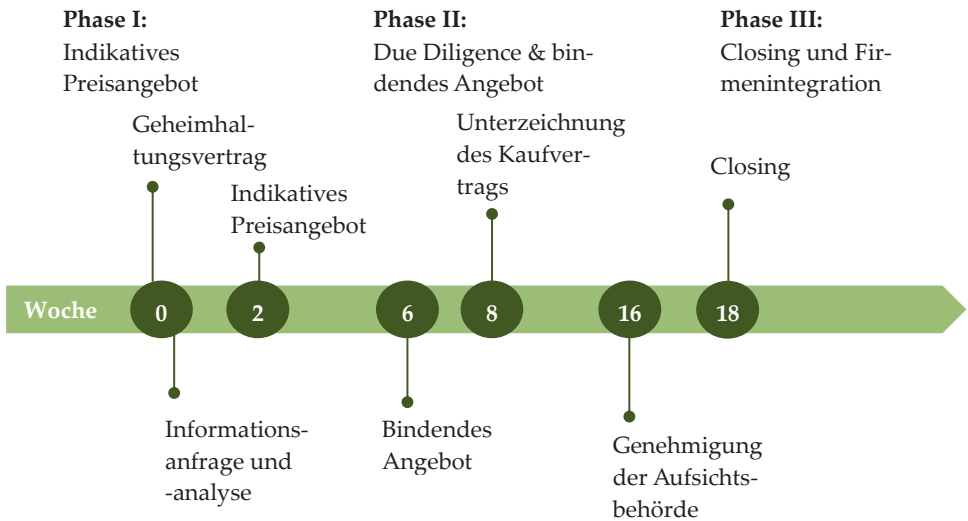 Phase I:
Indikatives
Preisangebot
Phase II:
Due Diligence & bin-
dendes Angebot
Phase III:
Closing und Fir-
menintegration
Geheimhal-
tungsvertrag
Indikatives
Preisangebot
Unterzeichnung
des Kaufver-
trags
Closing
Woche 0 2 6 8 16 18
Informations-
anfrage und
-analyse
Bindendes
Angebot
Genehmigung
der Aufsichts-
behörde